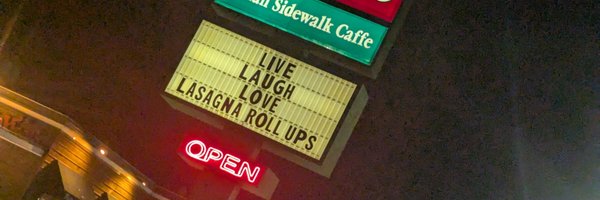 Sidewalk Caffe
LIVE
LAUGH
LOVE
LASAGNA ROLL UPS
OPEN